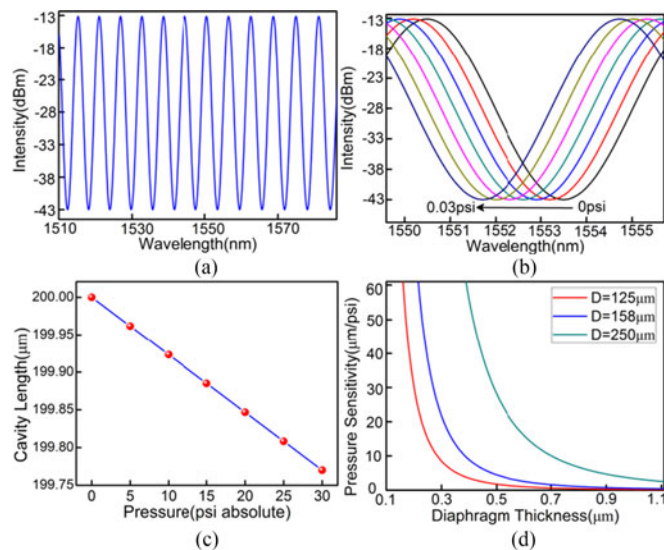 -13
-18
-23
-28
-33
-38
-43
Intensity(dBm)
1510 1530 1550 1570
Wavelength(nm)
(a)
-13
-18
-23
-28
-33
-38
-43
Intensity(dBm)
0.03psi 0psi
1550 1551 1552 1553 1554 1555
Wavelength(nm)
(b)
200.00
199.95
199.90
199.85
199.80
199.75
Cavity Length(μm)
0 5 10 15 20 25 30
Pressure(psi absolute)
(c)
60
50
40
30
20
10
0
Pressure Sensitivity(μm/psi)
D=125μm
D=158μm
D=250μm
0.1 0.3 0.5 0.7 0.9 1.1
Diaphragm Thickness(μm)
(d)